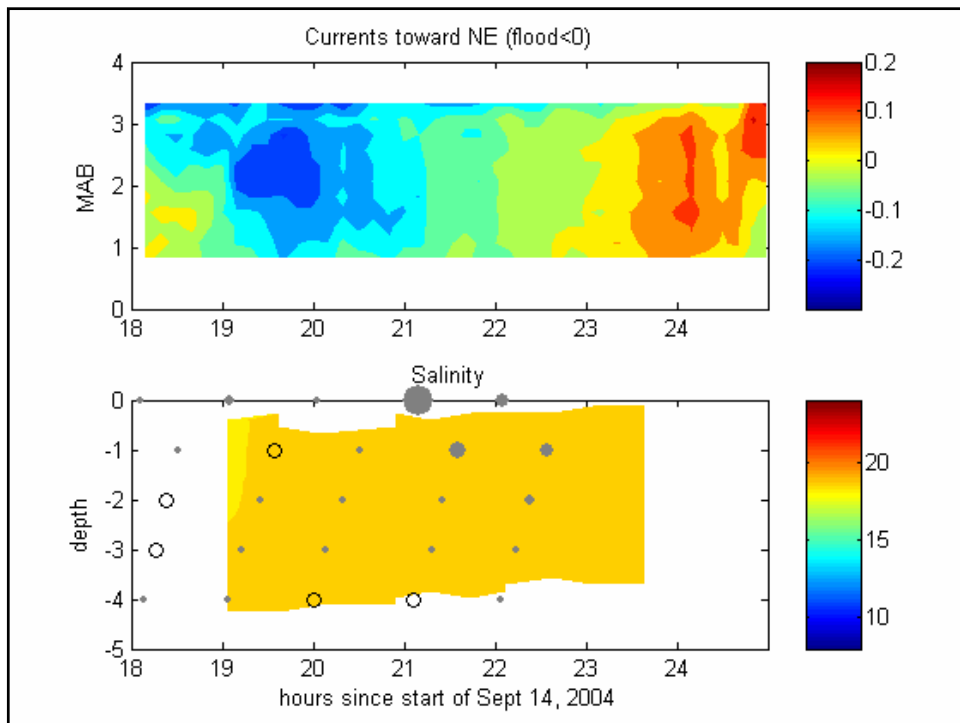 Currents toward NE (flood<0)
4
3
2
1
0
MAB
18 19 20 21 22 23 24
0.2
0.1
0
-0.1
-0.2
Salinity
0
-1
-2
-3
-4
-5
depth
18 19 20 21 22 23 24
hours since start of Sept 14, 2004
20
15
10